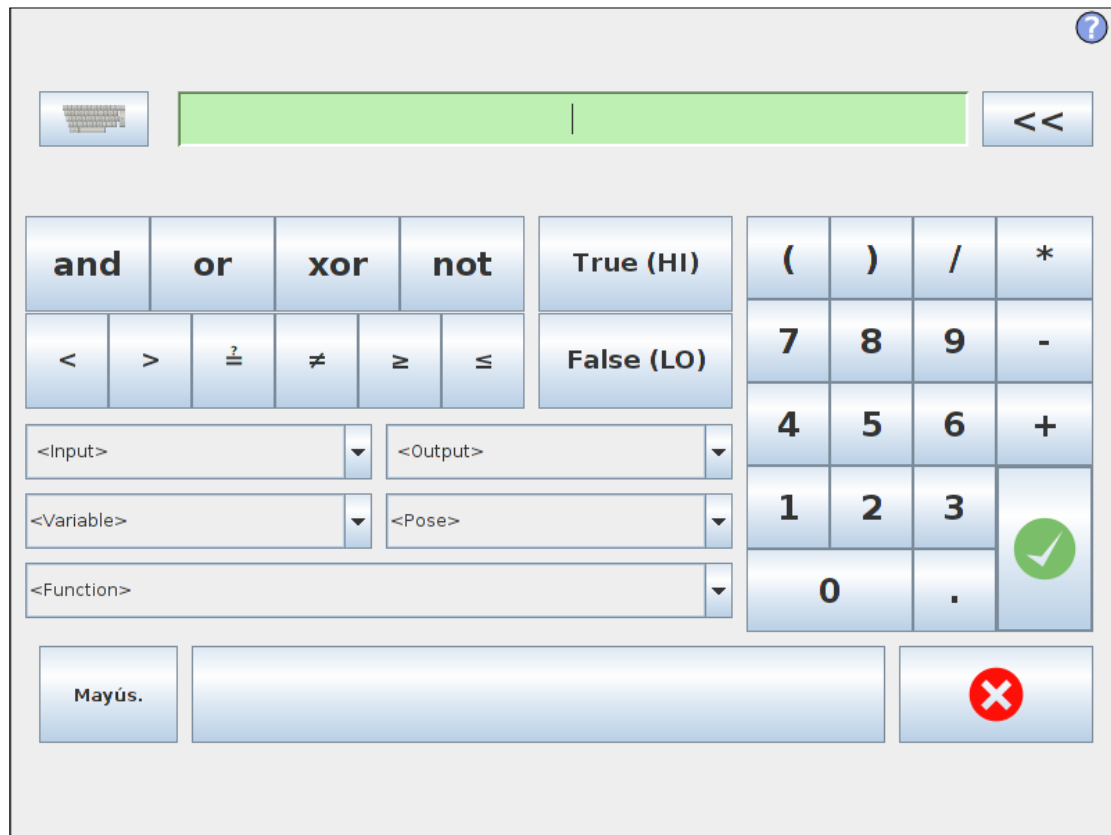 ?
<<
and or xor not True (HI) ( ) / *
< > ≟ ≠ ≥ ≤ False (LO) 7 8 9 -
<Input> <Output> 4 5 6 +
<Variable> <Pose> 1 2 3
<Function> 0 .
Mayús.